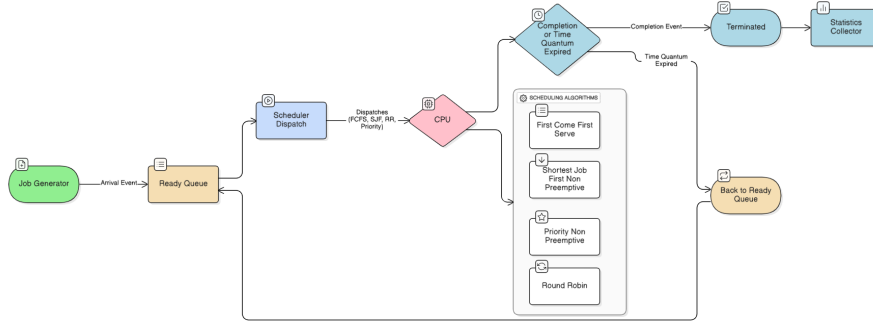 Job Generator
Arrival Event
Ready Queue
Scheduler
Dispatch
Dispatches
(FCFS, SJF, RR,
Priority)
CPU
Completion
or Time
Quantum
Expired
Completion Event
Terminated
Statistics
Collector
Time Quantum
Expired
SCHEDULING ALGORITHMS
First Come First
Serve
Shortest Job
First Non
Preemptive
Priority Non
Preemptive
Round Robin
Back to Ready
Queue